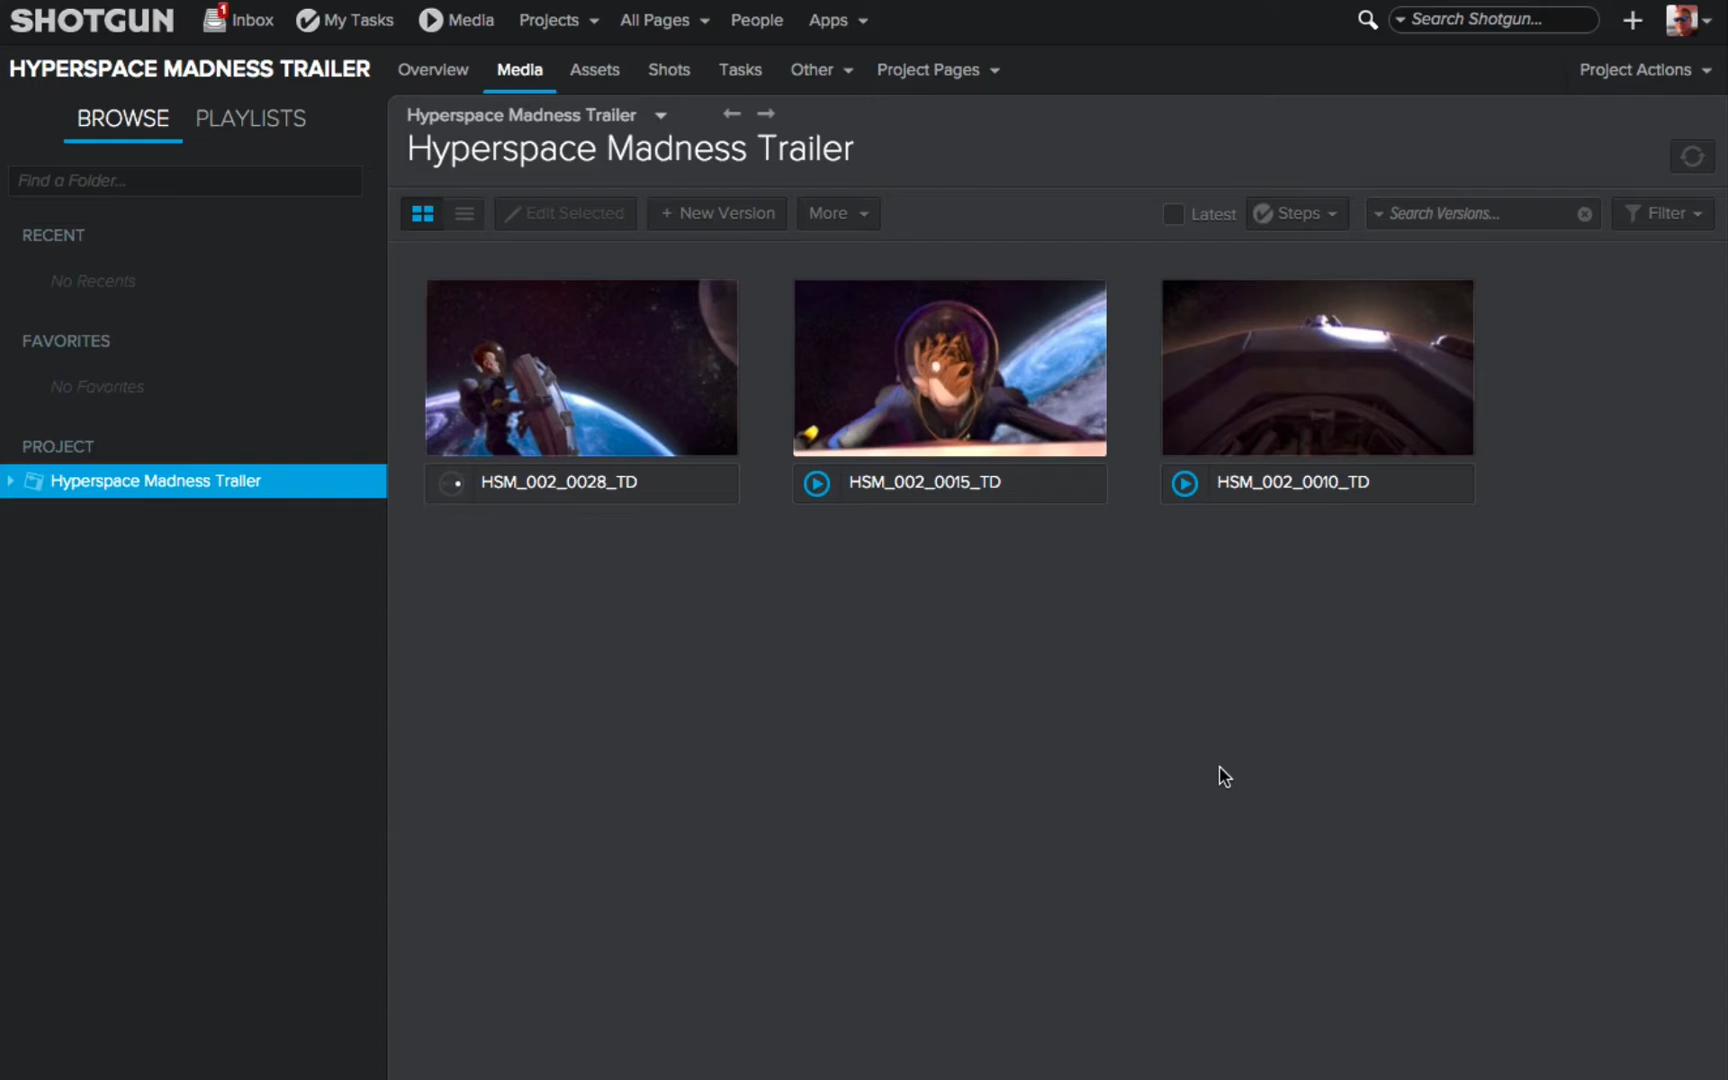 SHOTGUN 1 Inbox My Tasks Media Projects All Pages People Apps Search Shotgun...
HYPERSPACE MADNESS TRAILER Overview Media Assets Shots Tasks Other Project Pages Project Actions
BROWSE PLAYLISTS
Find a Folder...
RECENT
No Recents
FAVORITES
No Favorites
PROJECT
Hyperspace Madness Trailer
Hyperspace Madness Trailer
Hyperspace Madness Trailer
Edit Selected + New Version More Latest Steps Search Versions... Filter
HSM_002_0028_TD HSM_002_0015_TD HSM_002_0010_TD